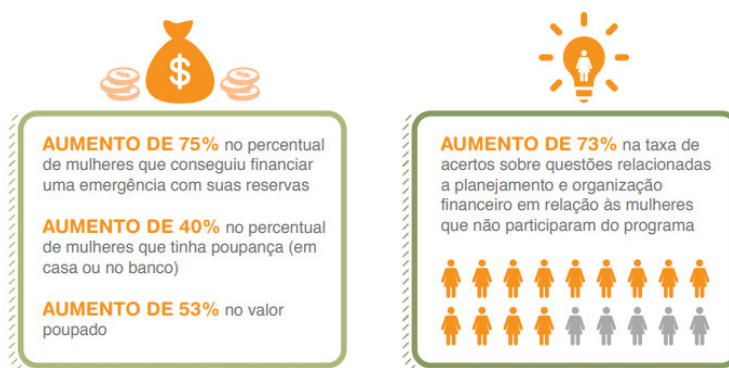 $
AUMENTO DE 75% no percentual
de mulheres que conseguiu financiar
uma emergência com suas reservas
AUMENTO DE 40% no percentual
de mulheres que tinha poupança (em
casa ou no banco)
AUMENTO DE 53% no valor
poupado
AUMENTO DE 73% na taxa de
acertos sobre questões relacionadas
a planejamento e organização
financeiro em relação às mulheres
que não participaram do programa